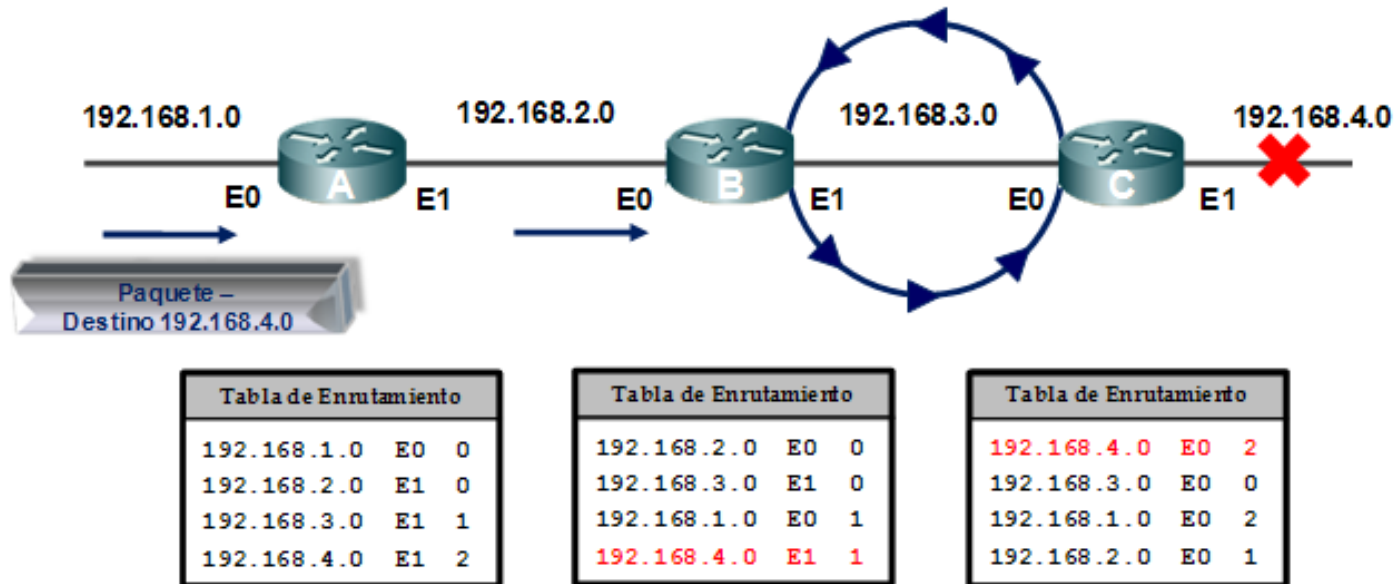 192.168.1.0
192.168.2.0
192.168.3.0
192.168.4.0
A
B
C
E0
E1
E0
E1
E0
E1
Paquete –
Destino 192.168.4.0
Tabla de Enrutamiento
192.168.1.0 E0 0
192.168.2.0 E1 0
192.168.3.0 E1 1
192.168.4.0 E1 2
Tabla de Enrutamiento
192.168.2.0 E0 0
192.168.3.0 E1 0
192.168.1.0 E0 1
192.168.4.0 E1 1
Tabla de Enrutamiento
192.168.4.0 E0 2
192.168.3.0 E0 0
192.168.1.0 E0 2
192.168.2.0 E0 1